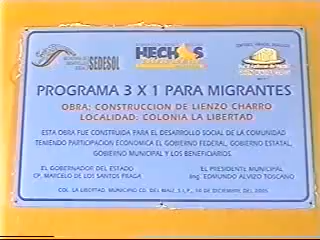 SEDESOL
HECHOS
PROGRAMA 3 X 1 PARA MIGRANTES
OBRA: CONSTRUCCION DE LIENZO CHARRO
LOCALIDAD: COLONIA LA LIBERTAD
ESTA OBRA FUE CONSTRUIDA PARA EL DESARROLLO SOCIAL DE LA COMUNIDAD
TENIENDO PARTICIPACION ECONOMICA EL GOBIERNO FEDERAL, GOBIERNO ESTATAL,
GOBIERNO MUNICIPAL Y LOS BENEFICIARIOS.
EL GOBERNADOR DEL ESTADO EL PRESIDENTE MUNICIPAL
CP. MARCELO DE LOS SANTOS FRAGA Ing. EDMUNDO ALVIZO TOSCANO
COL. LA LIBERTAD, MUNICIPIO CD. DEL MAIZ, S.L.P., DE DICIEMBRE, DEL 2005